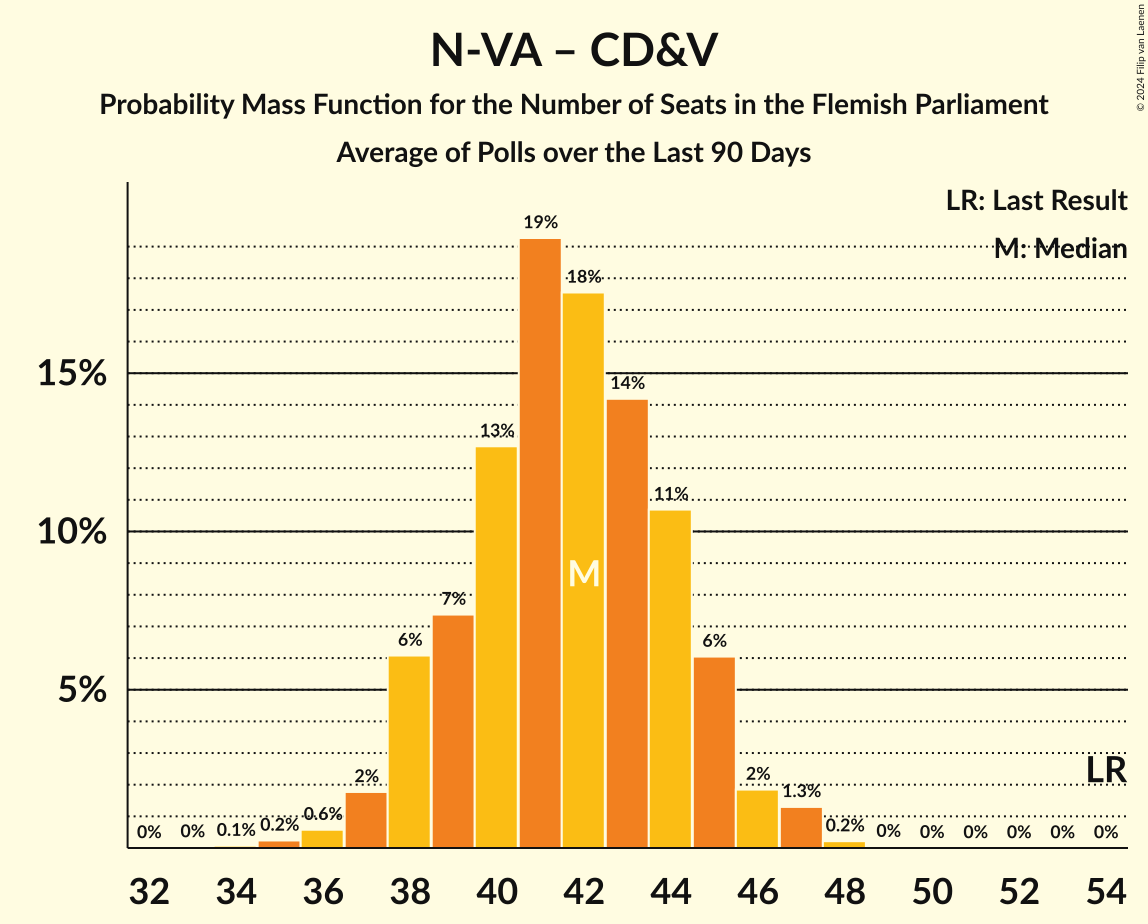 N-VA – CD&V
Probability Mass Function for the Number of Seats in the Flemish Parliament
Average of Polls over the Last 90 Days
© 2024 Filip van Laenen
LR: Last Result
M: Median
19%
18%
15%
14%
13%
11%
10%
M
7%
6%
6%
5%
LR
2%
2%
1.3%
0% 0% 0.1% 0.2% 0.6% 0.2% 0% 0% 0% 0% 0% 0%
32 34 36 38 40 42 44 46 48 50 52 54